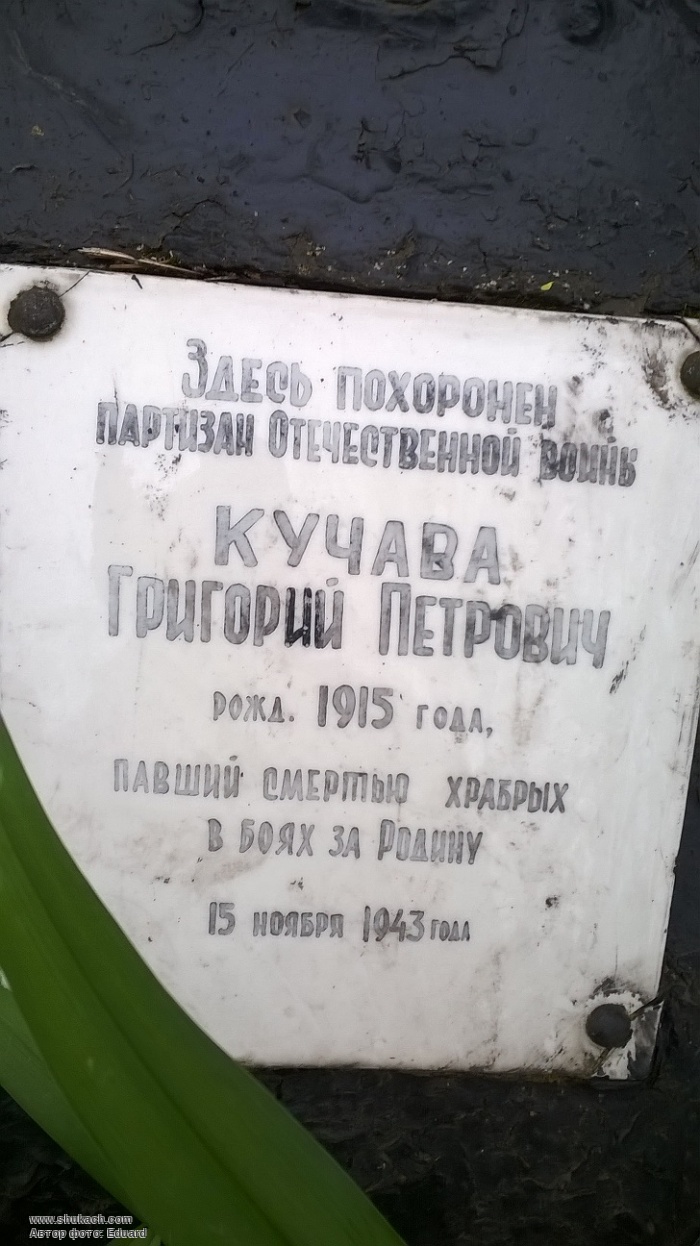 Здесь похоронен
партизан Отечественной войны
КУЧАВА
Григорий Петрович
рожд. 1915 года,
павший смертью храбрых
в боях за Родину
15 ноября 1943 года
www.shukach.com
Автор фото: Eduard